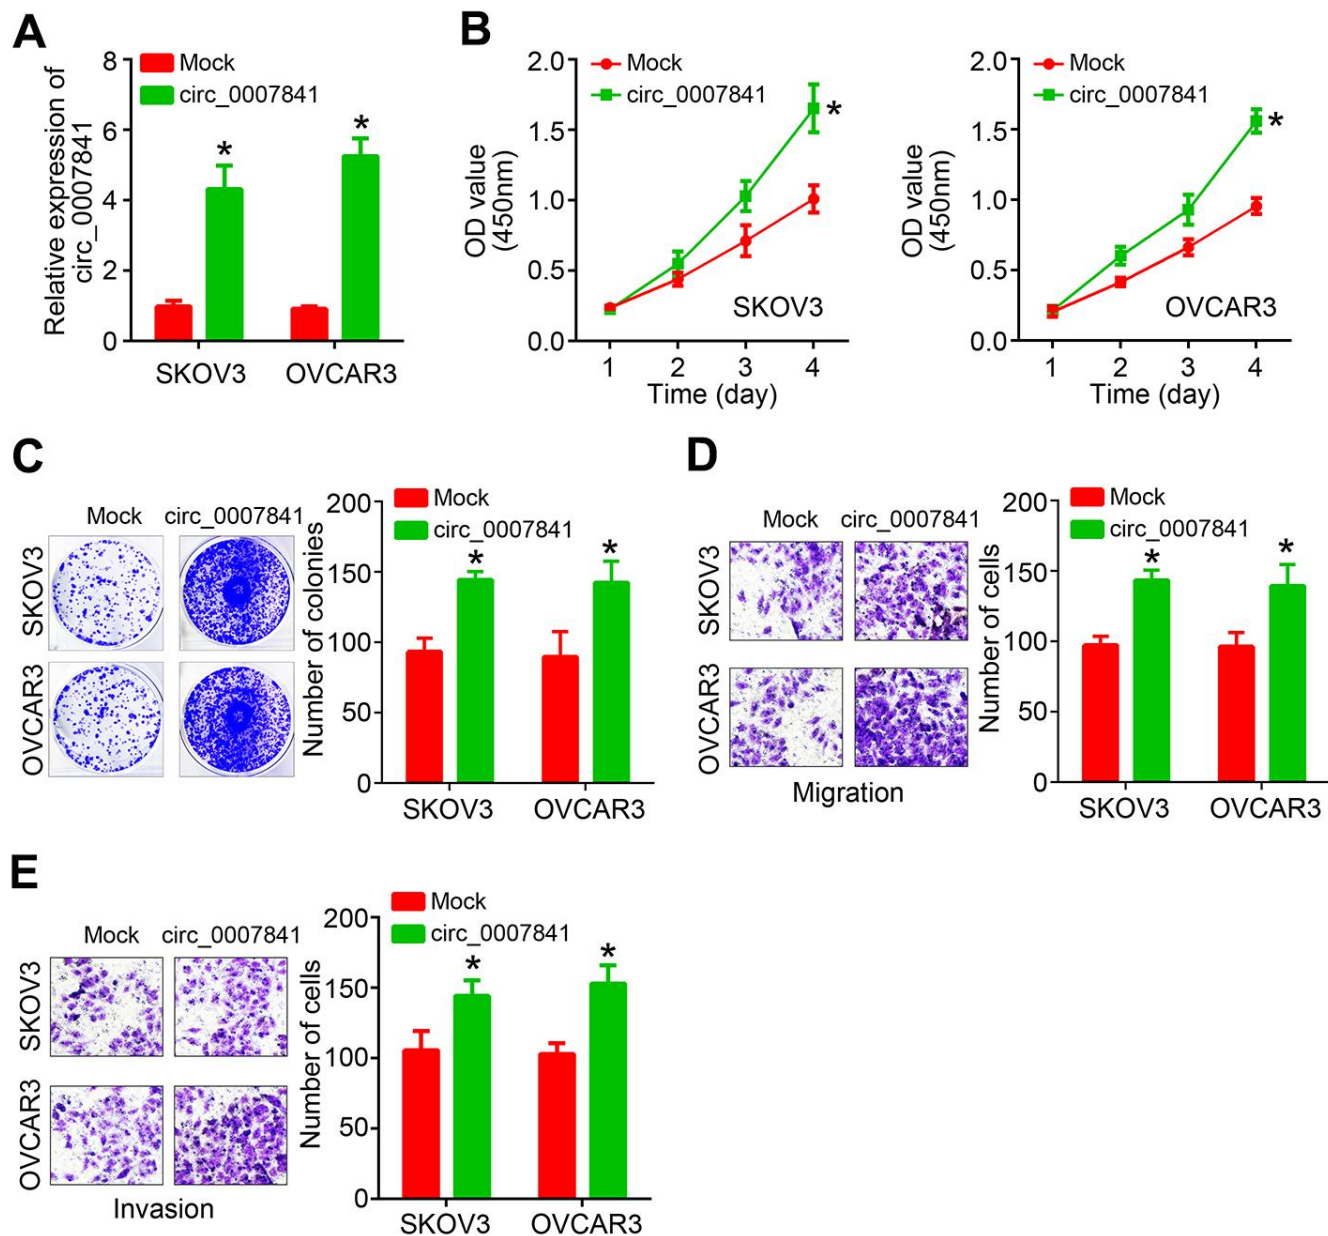 A
Relative expression of
circ_0007841
8
6
4
2
0
Mock
circ_0007841
*
*
SKOV3
OVCAR3
B
OD value
(450nm)
2.0
1.5
1.0
0.5
0.0
Mock
circ_0007841
*
SKOV3
1 2 3 4
Time (day)
OD value
(450nm)
2.0
1.5
1.0
0.5
0.0
Mock
circ_0007841
*
OVCAR3
1 2 3 4
Time (day)
C
Mock circ_0007841
SKOV3
OVCAR3
Number of colonies
200
150
100
50
0
Mock
circ_0007841
*
*
SKOV3
OVCAR3
D
Mock circ_0007841
SKOV3
OVCAR3
Migration
Number of cells
200
150
100
50
0
Mock
circ_0007841
*
*
SKOV3
OVCAR3
E
Mock circ_0007841
SKOV3
OVCAR3
Invasion
Number of cells
200
150
100
50
0
Mock
circ_0007841
*
*
SKOV3
OVCAR3